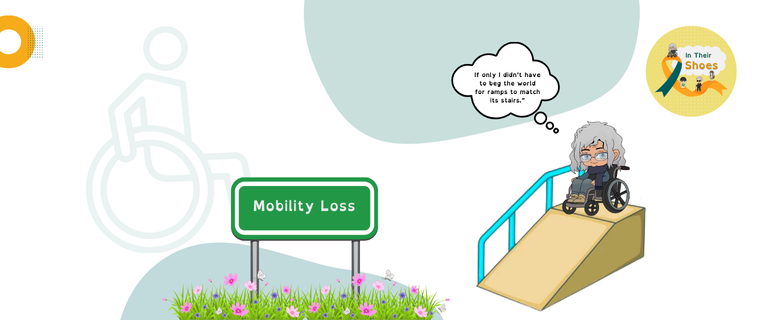 If only I didn't have
to beg the world
for ramps to match
its stairs."
In Their
Shoes
Mobility Loss